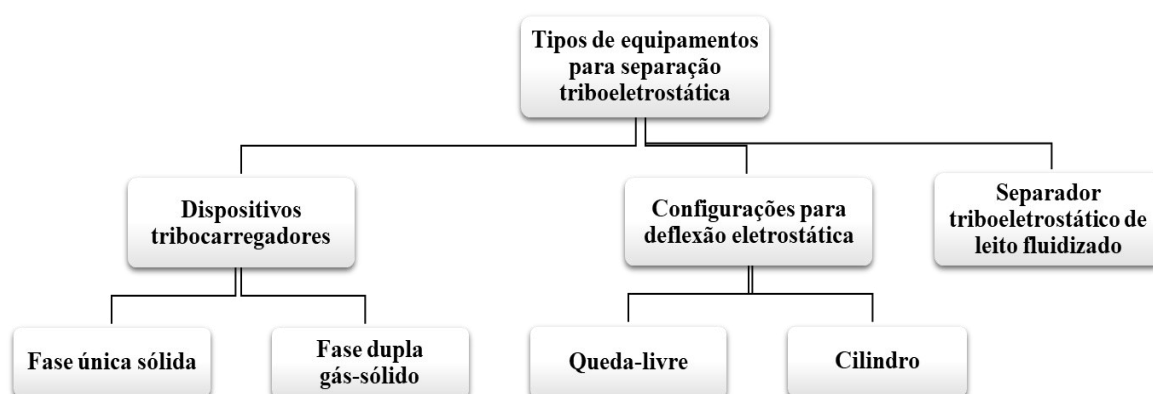 Tipos de equipamentos
para separação
triboeletrostática
Dispositivos
tribocarregadores
Configurações para
deflexão eletrostática
Separador
triboeletrostático de
leito fluidizado
Fase única sólida
Fase dupla
gás-sólido
Queda-livre
Cilindro